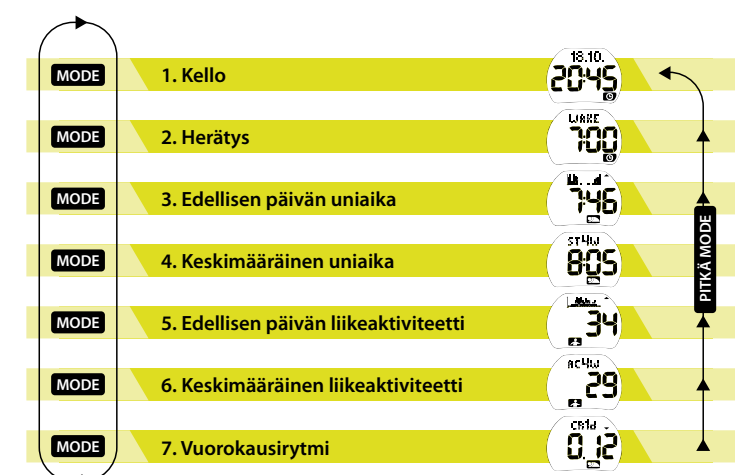 MODE 1. Kello 18.10. 20:45
MODE 2. Herätys WAKE 7:00
MODE 3. Edellisen päivän uniaika 7:46
MODE 4. Keskimääräinen uniaika ST4W 8:05
MODE 5. Edellisen päivän liikeaktiviteetti 34
MODE 6. Keskimääräinen liikeaktiviteetti AC4W 29
MODE 7. Vuorokausirytmi CR1d 0.12
PITKÄ MODE